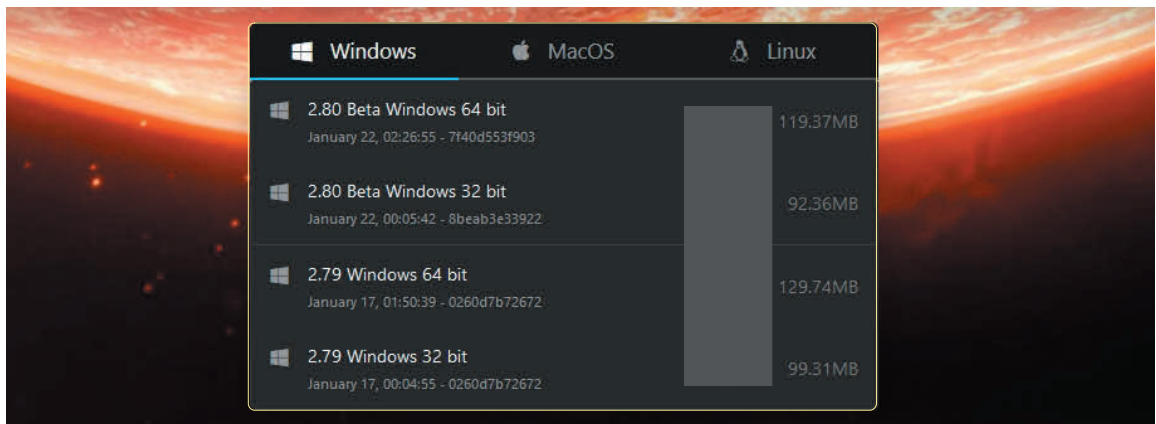 Windows MacOS Linux
2.80 Beta Windows 64 bit 119.37MB
January 22, 02:26:55 - 7f40d553f903
2.80 Beta Windows 32 bit 92.36MB
January 22, 00:05:42 - 8beab3e33922
2.79 Windows 64 bit 129.74MB
January 17, 01:50:39 - 0260d7b72672
2.79 Windows 32 bit 99.31MB
January 17, 00:04:55 - 0260d7b72672